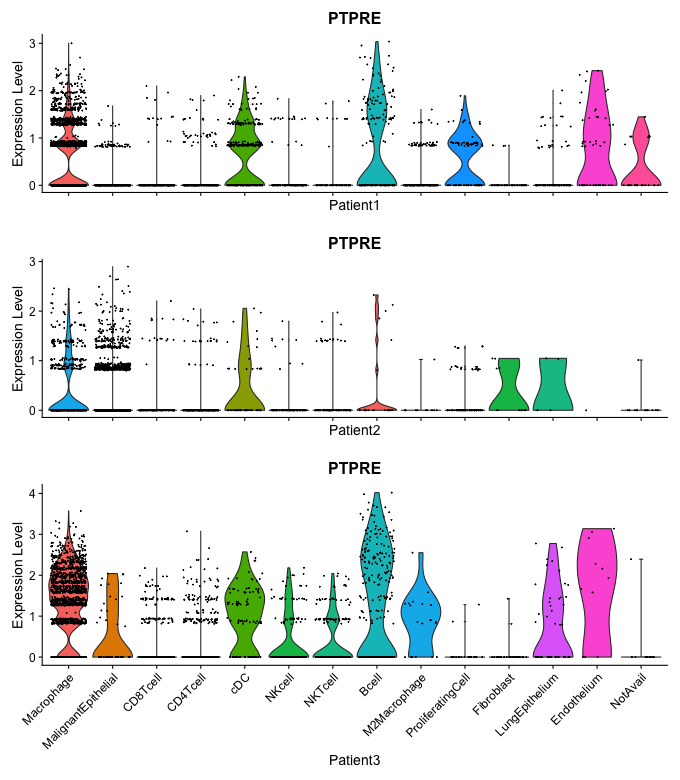 PTPRE
Expression Level
3
2
1
0
Patient1
PTPRE
Expression Level
3
2
1
0
Patient2
PTPRE
Expression Level
4
3
2
1
0
Macrophage
MalignantEpithelial
CD8Tcell
CD4Tcell
cDC
NKcell
NKTcell
Bcell
M2Macrophage
ProliferatingCell
Fibroblast
LungEpithelium
Endothelium
NotAvail
Patient3